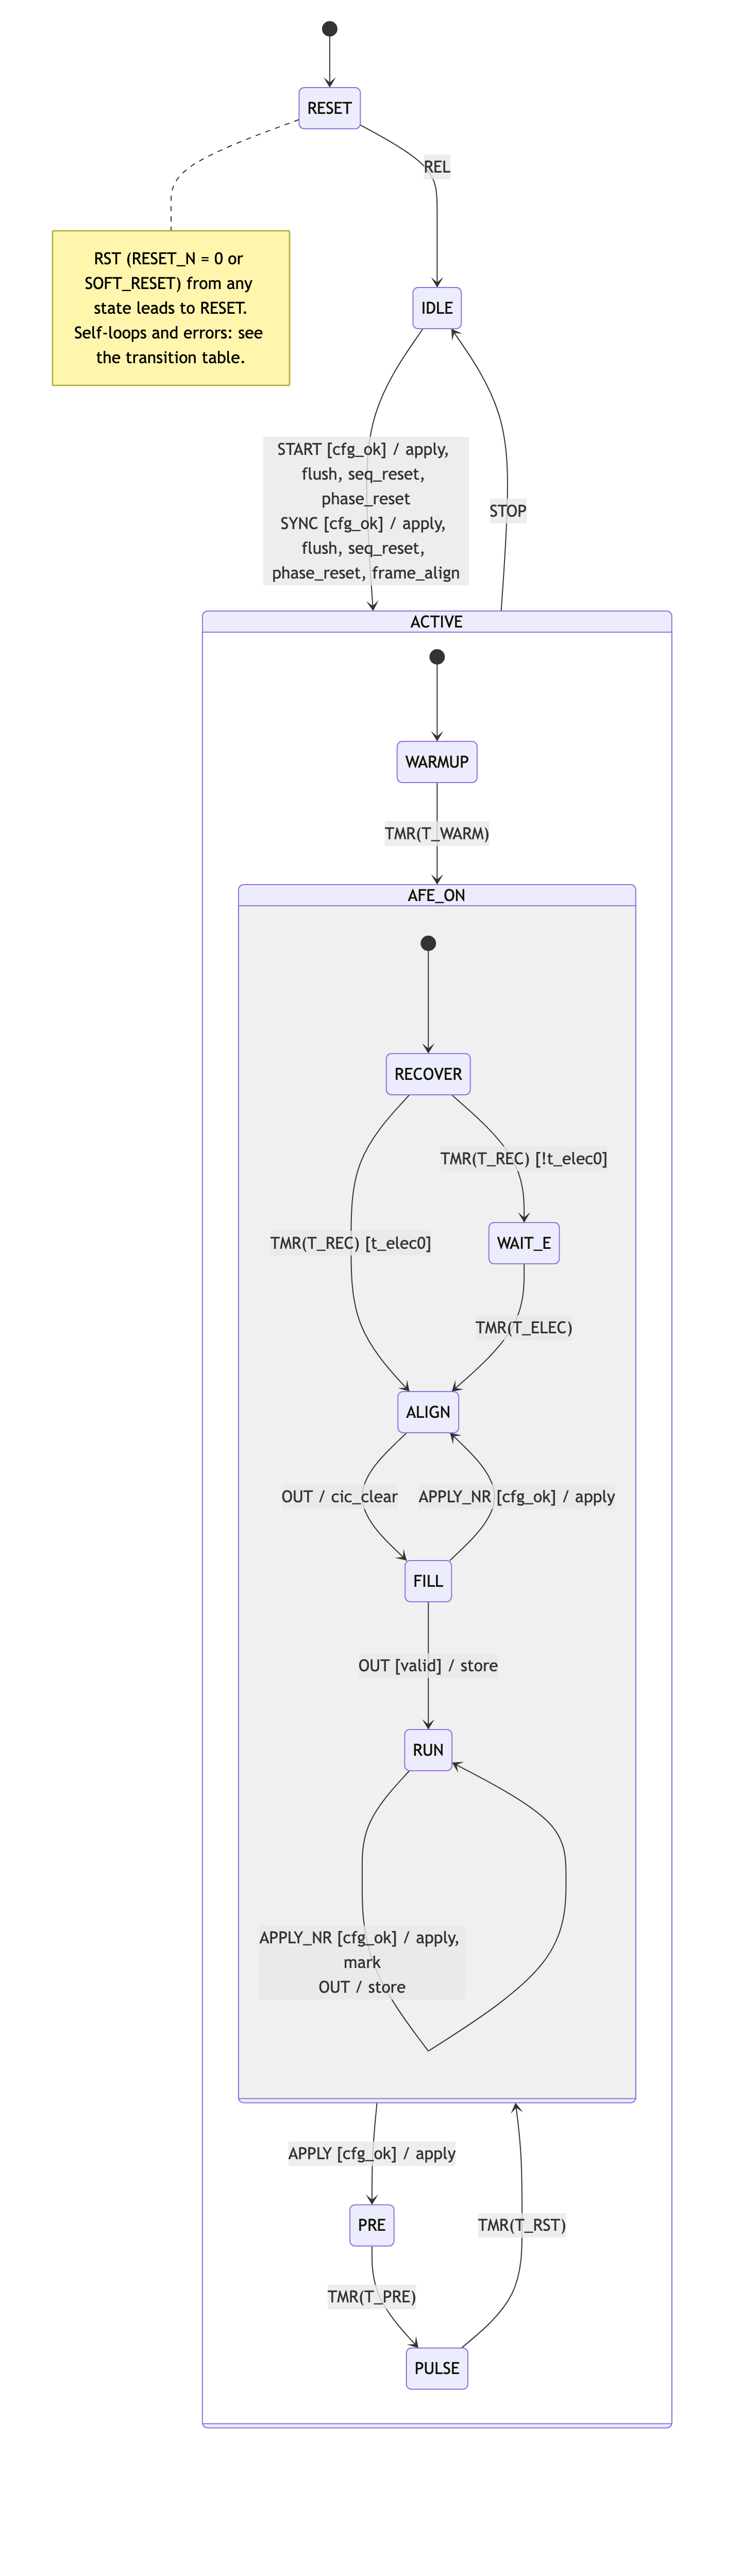 RESET
REL
RST (RESET_N = 0 or
SOFT_RESET) from any
state leads to RESET.
Self-loops and errors: see
the transition table.
IDLE
START [cfg_ok] / apply,
flush, seq_reset,
phase_reset
SYNC [cfg_ok] / apply,
flush, seq_reset,
phase_reset, frame_align
STOP
ACTIVE
WARMUP
TMR(T_WARM)
AFE_ON
RECOVER
TMR(T_REC) [!t_elec0]
TMR(T_REC) [t_elec0]
WAIT_E
TMR(T_ELEC)
ALIGN
OUT / cic_clear
APPLY_NR [cfg_ok] / apply
FILL
OUT [valid] / store
RUN
APPLY_NR [cfg_ok] / apply,
mark
OUT / store
APPLY [cfg_ok] / apply
PRE
TMR(T_RST)
TMR(T_PRE)
PULSE